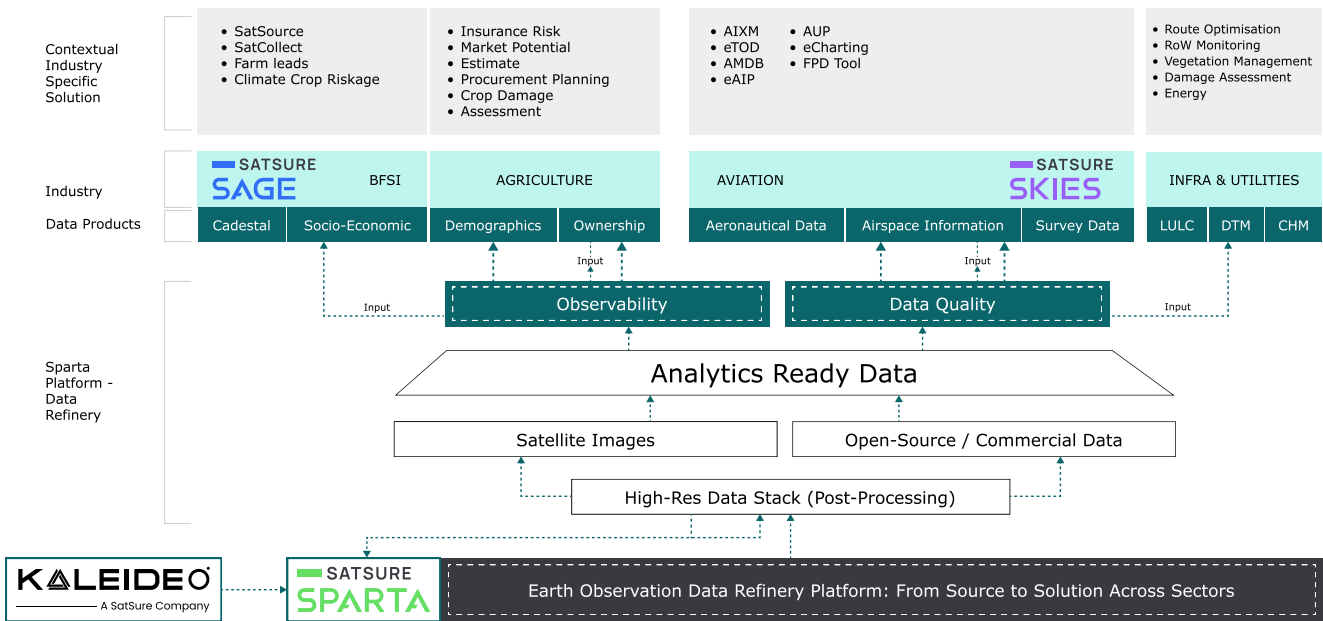 Contextual
Industry
Specific
Solution
SatSource
SatCollect
Farm leads
Climate Crop Riskage
Insurance Risk
Market Potential
Estimate
Procurement Planning
Crop Damage
Assessment
AIXM
eTOD
AMDB
eAIP
AUP
eCharting
FPD Tool
Route Optimisation
RoW Monitoring
Vegetation Management
Damage Assessment
Energy
Industry
SATSURE
SAGE
BFSI
AGRICULTURE
AVIATION
SATSURE
SKIES
INFRA & UTILITIES
Data Products
Cadestal
Socio-Economic
Demographics
Ownership
Aeronautical Data
Airspace Information
Survey Data
LULC
DTM
CHM
Input
Input
Input
Observability
Data Quality
Input
Sparta
Platform -
Data
Refinery
Analytics Ready Data
Satellite Images
Open-Source / Commercial Data
High-Res Data Stack (Post-Processing)
KALEIDEO
A SatSure Company
SATSURE
SPARTA
Earth Observation Data Refinery Platform: From Source to Solution Across Sectors